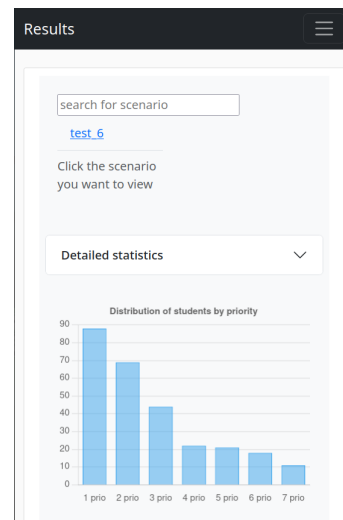 Results
search for scenario
test_6
Click the scenario
you want to view
Detailed statistics
Distribution of students by priority
90
80
70
60
50
40
30
20
10
0
1 prio 2 prio 3 prio 4 prio 5 prio 6 prio 7 prio